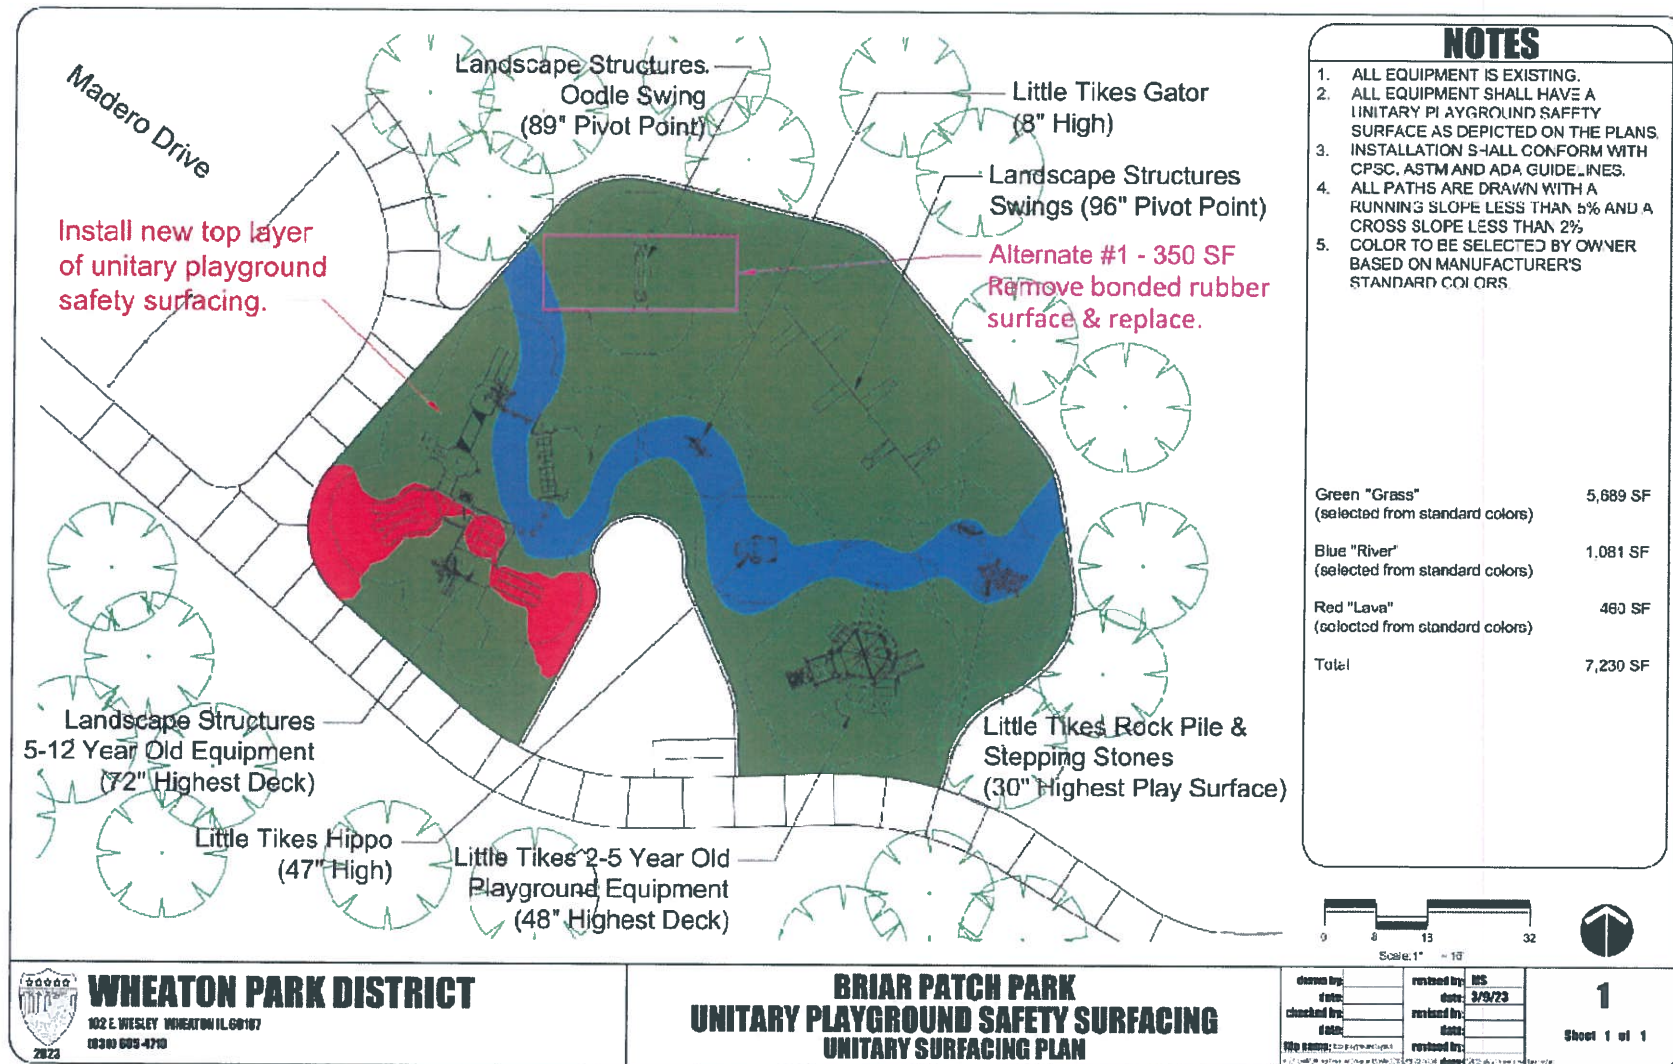 Madero Drive
Landscape Structures.
Oodle Swing
(89" Pivot Point)
Little Tikes Gator
(8" High)
Landscape Structures
Swings (96" Pivot Point)
Install new top layer
of unitary playground
safety surfacing.
Alternate #1 - 350 SF
Remove bonded rubber
surface & replace.
Landscape Structures
5-12 Year Old Equipment
(72" Highest Deck)
Little Tikes Hippo
(47" High)
Little Tikes 2-5 Year Old
Playground Equipment
(48" Highest Deck)
Little Tikes Rock Pile &
Stepping Stones
(30" Highest Play Surface)
NOTES
1. ALL EQUIPMENT IS EXISTING.
2. ALL EQUIPMENT SHALL HAVE A
UNITARY PLAYGROUND SAFETY
SURFACE AS DEPICTED ON THE PLANS.
3. INSTALLATION SHALL CONFORM WITH
CPSC, ASTM AND ADA GUIDELINES.
4. ALL PATHS ARE DRAWN WITH A
RUNNING SLOPE LESS THAN 5% AND A
CROSS SLOPE LESS THAN 2%
5. COLOR TO BE SELECTED BY OWNER
BASED ON MANUFACTURER'S
STANDARD COLORS
Green "Grass" 5,689 SF
(selected from standard colors)
Blue "River" 1,081 SF
(selected from standard colors)
Red "Lava" 460 SF
(selected from standard colors)
Total 7,230 SF
0 8 16 32
Scale: 1" = 16'
2023
WHEATON PARK DISTRICT
102 E. WESLEY WHEATON IL 60187
(630) 665-4710
BRIAR PATCH PARK
UNITARY PLAYGROUND SAFETY SURFACING
UNITARY SURFACING PLAN
drawn by: revised by: MS
date: date: 3/9/23
checked by: revised by:
date: date:
file name: revised by:
1
Sheet 1 of 1